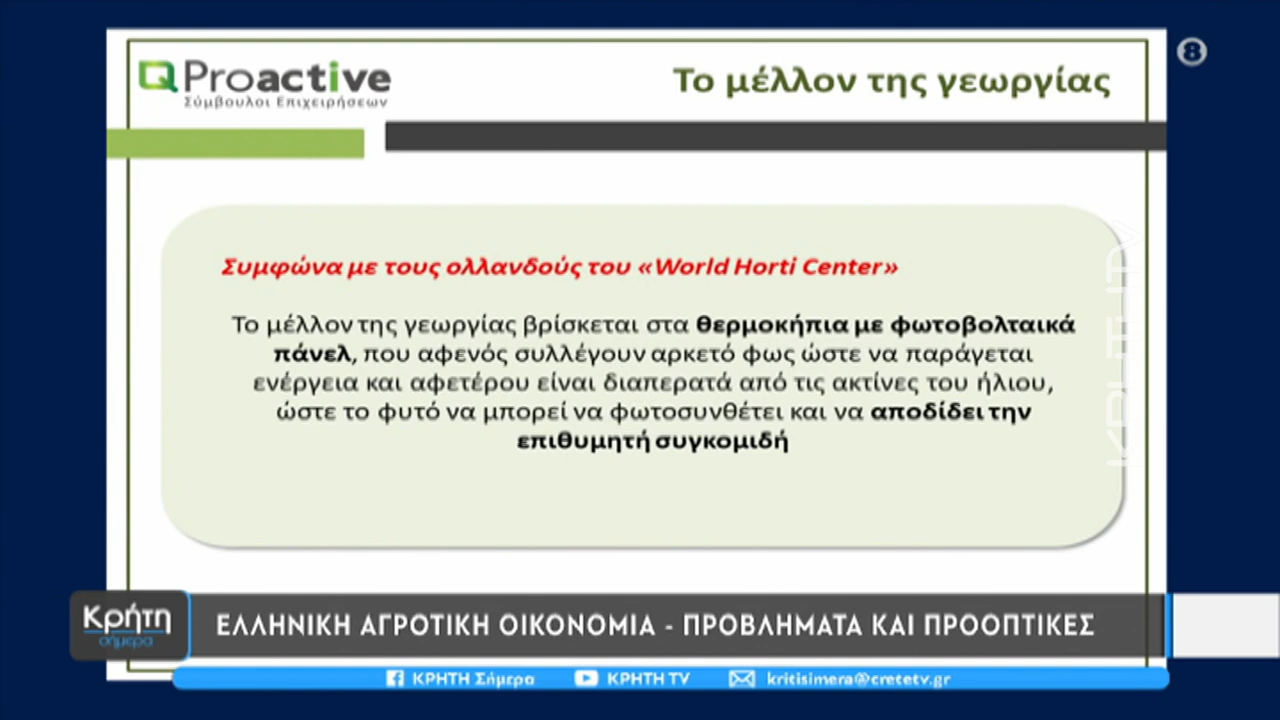 Proactive
Σύμβουλοι Επιχειρήσεων
Το μέλλον της γεωργίας
8
Συμφώνα με τους ολλανδούς του «World Horti Center»
Το μέλλον της γεωργίας βρίσκεται στα θερμοκήπια με φωτοβολταικά
πάνελ, που αφενός συλλέγουν αρκετό φως ώστε να παράγεται
ενέργεια και αφετέρου είναι διαπερατά από τις ακτίνες του ήλιου,
ώστε το φυτό να μπορεί να φωτοσυνθέτει και να αποδίδει την
επιθυμητή συγκομιδή
ΚΡΗΤΗ TV
Κρήτη
σήμερα
ΕΛΛΗΝΙΚΗ ΑΓΡΟΤΙΚΗ ΟΙΚΟΝΟΜΙΑ - ΠΡΟΒΛΗΜΑΤΑ ΚΑΙ ΠΡΟΟΠΤΙΚΕΣ
ΚΡΗΤΗ Σήμερα ΚΡΗΤΗ TV kritisimera@cretetv.gr